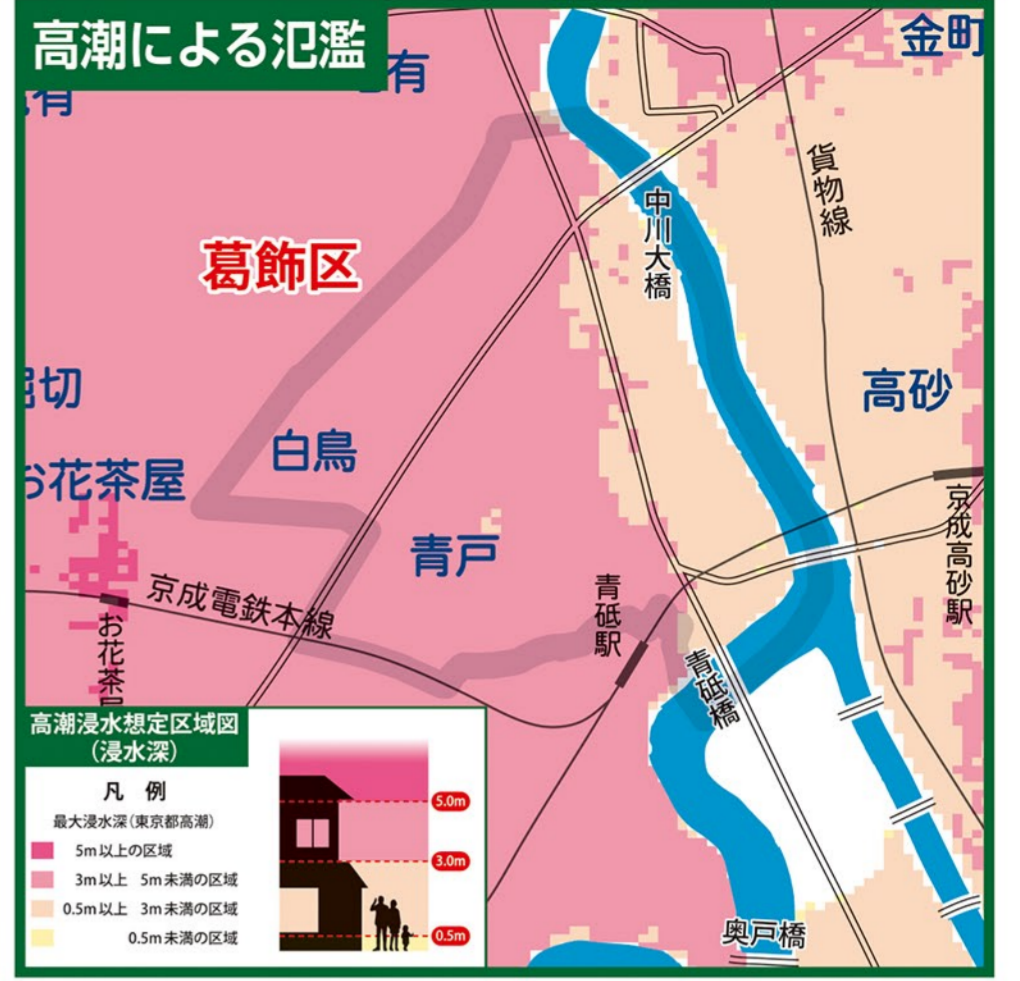 高潮による氾濫
有
有
金町
貨物線
中川大橋
葛飾区
高砂
切
白鳥
お花茶屋
京成高砂駅
青戸
京成電鉄本線
青砥駅
お花茶屋
青砥橋
奥戸橋
高潮浸水想定区域図
(浸水深)
凡 例
最大浸水深(東京都高潮)
5m以上の区域
3m以上 5m未満の区域
0.5m以上 3m未満の区域
0.5m未満の区域
5.0m
3.0m
0.5m